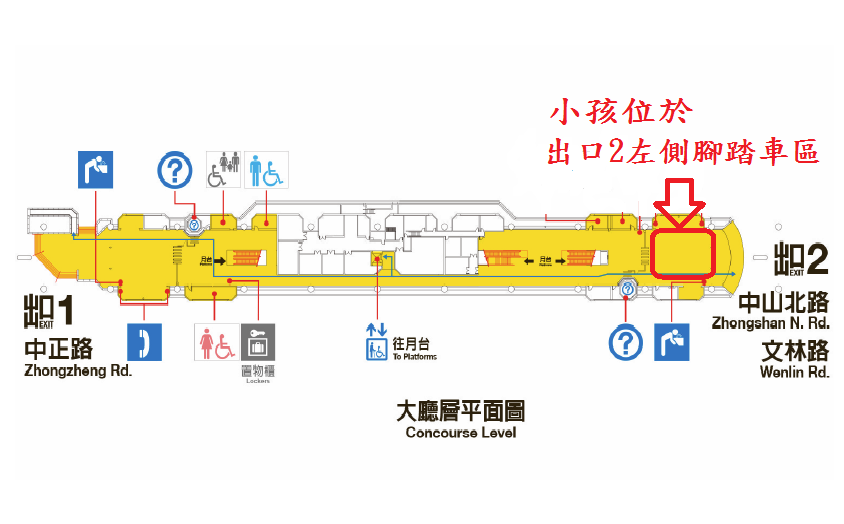 小孩位於
出口2左側腳踏車區
月台
月台
出口1
EXIT
中正路
Zhongzheng Rd.
置物櫃
Lockers
往月台
To Platforms
出口2
EXIT
中山北路
Zhongshan N. Rd.
文林路
Wenlin Rd.
大廳層平面圖
Concourse Level